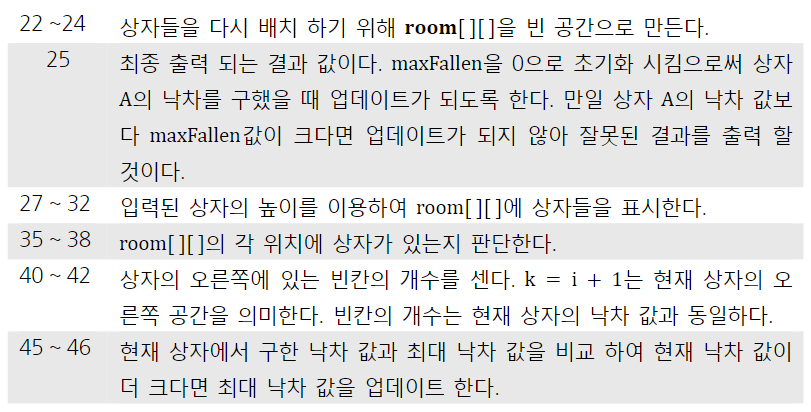 22 ~24 상자들을 다시 배치 하기 위해 room[ ][ ]을 빈 공간으로 만든다.
25 최종 출력 되는 결과 값이다. maxFallen을 0으로 초기화 시킴으로써 상자
A의 낙차를 구했을 때 업데이트가 되도록 한다. 만일 상자 A의 낙차 값보
다 maxFallen값이 크다면 업데이트가 되지 않아 잘못된 결과를 출력 할
것이다.
27 ~ 32 입력된 상자의 높이를 이용하여 room[ ][ ]에 상자들을 표시한다.
35 ~ 38 room[ ][ ]의 각 위치에 상자가 있는지 판단한다.
40 ~ 42 상자의 오른쪽에 있는 빈칸의 개수를 센다. k = i + 1는 현재 상자의 오
른쪽 공간을 의미한다. 빈칸의 개수는 현재 상자의 낙차 값과 동일하다.
45 ~ 46 현재 상자에서 구한 낙차 값과 최대 낙차 값을 비교 하여 현재 낙차 값이
더 크다면 최대 낙차 값을 업데이트 한다.